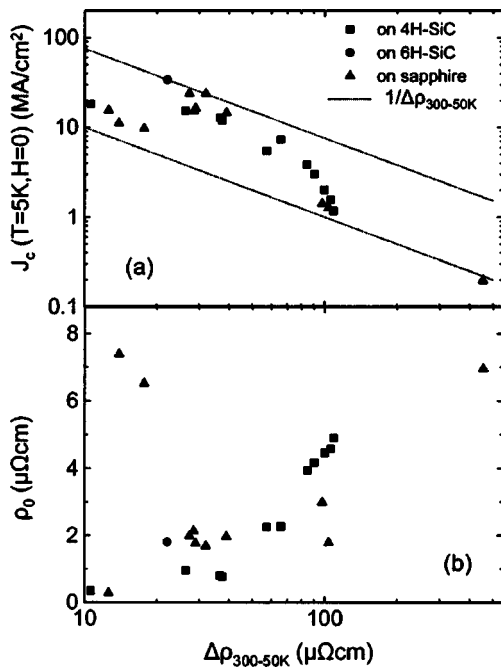 100
10
1
0.1
J_c (T=5K,H=0) (MA/cm²)
on 4H-SiC
on 6H-SiC
on sapphire
1/Δρ_300-50K
(a)
8
6
4
2
0
ρ_0 (μΩcm)
(b)
10
100
Δρ_300-50K (μΩcm)